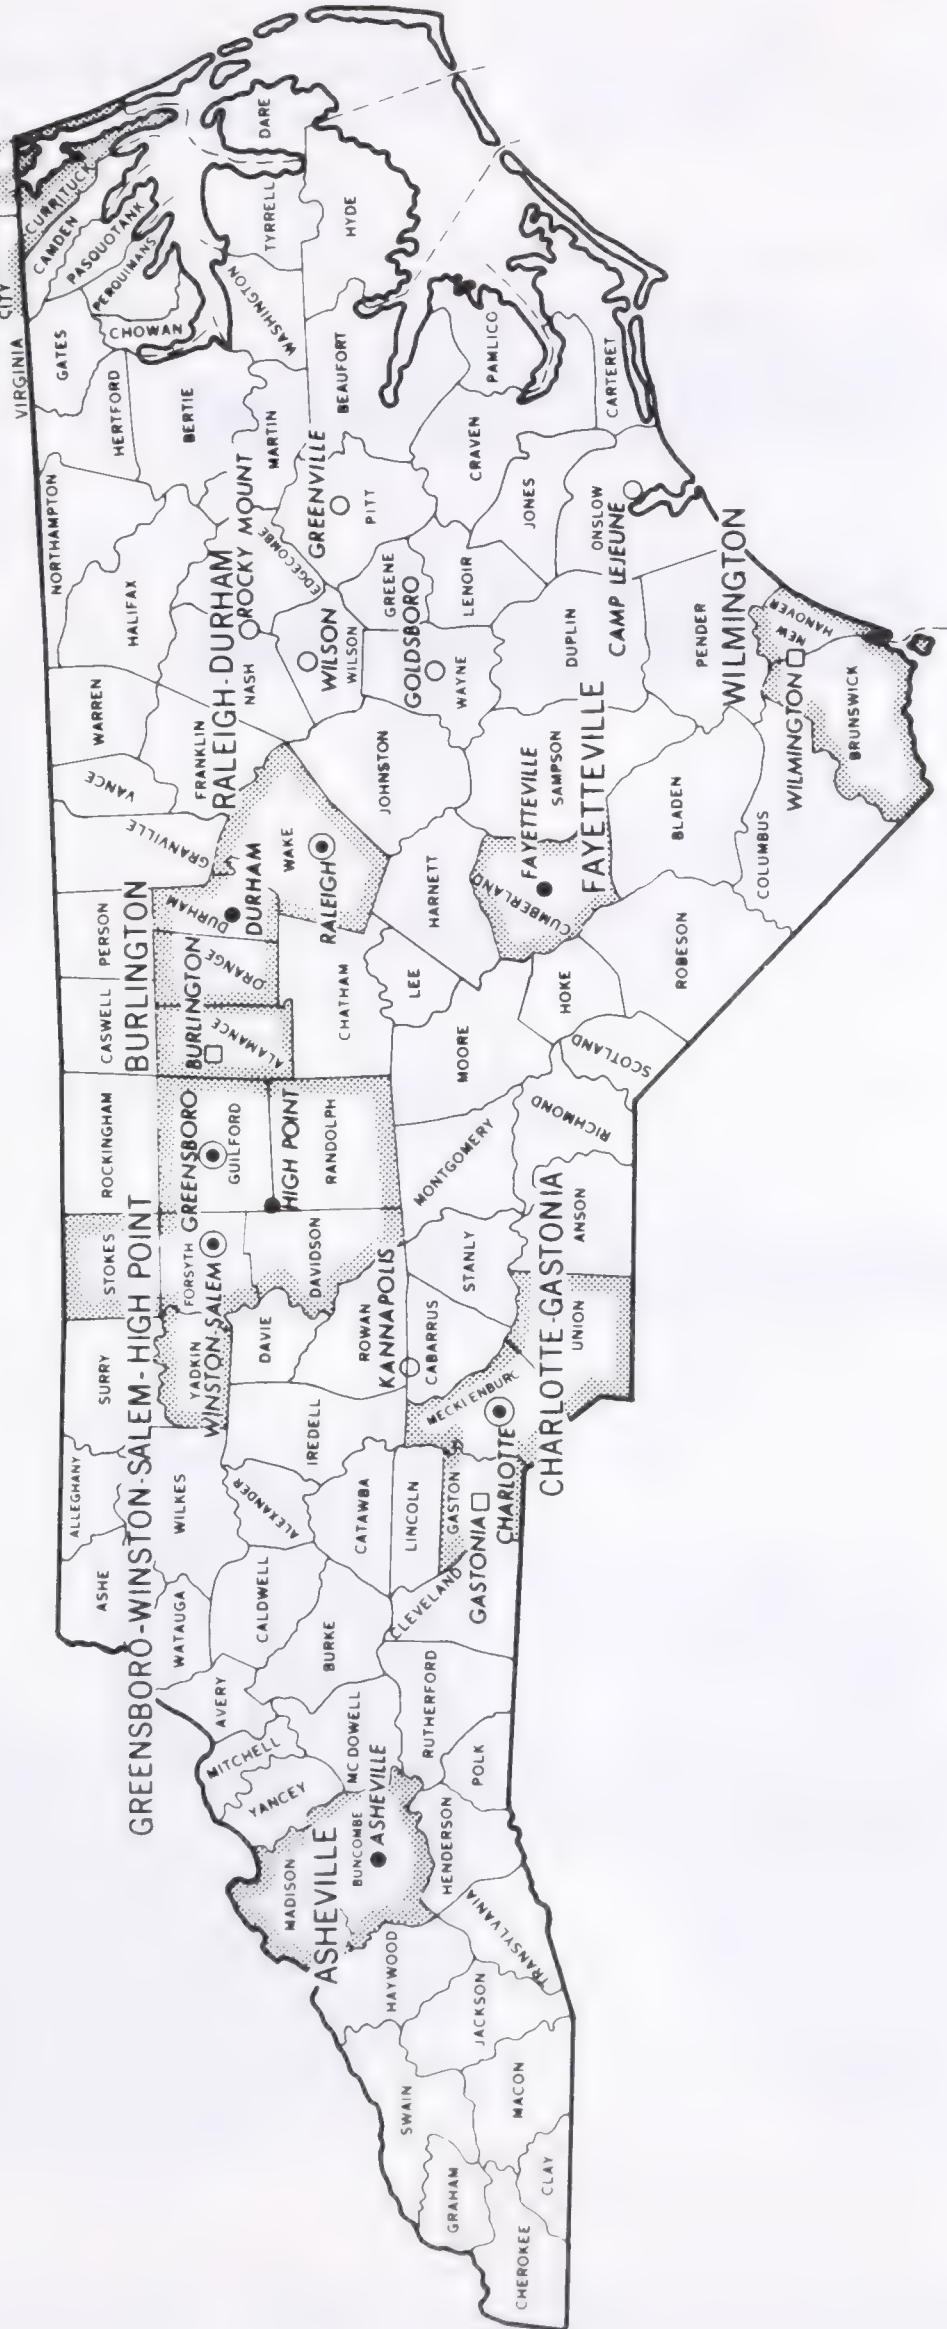 CITY
VIRGINIA
CURRITUCK
CAMDEN
PASQUOTANK
PERQUIMANS
CHOWAN
GATES
HERTFORD
BERTIE
NORTHAMPTON
HALIFAX
WARREN
VANCE
GRANVILLE
PERSON
CASWELL
ROCKINGHAM
STOKES
SURRY
ALLEGHANY
ASHE
DARE
TYRRELL
WASHINGTON
HYDE
BEAUFORT
MARTIN
EDGECOMBE
ROCKY MOUNT
NASH
FRANKLIN
RALEIGH-DURHAM
GREENVILLE
PITT
WILSON
WILSON
GREENE
GOLDSBORO
WAYNE
LENOIR
CRAVEN
PAMLICO
CARTERET
JONES
ONSLOW
CAMP LEJEUNE
DUPLIN
PENDER
WILMINGTON
NEW
HANOVER
WILMINGTON
BRUNSWICK
COLUMBUS
BLADEN
SAMPSON
FAYETTEVILLE
FAYETTEVILLE
CUMBERLAND
JOHNSTON
WAKE
RALEIGH
DURHAM
DURHAM
HARNETT
LEE
CHATHAM
ORANGE
BURLINGTON
BURLINGTON
ALAMANCE
HOKE
ROBESON
SCOTLAND
RICHMOND
MOORE
MONTGOMERY
RANDOLPH
HIGH POINT
GUILFORD
GREENSBORO
FORSYTH
WINSTON-SALEM
GREENSBORO-WINSTON-SALEM-HIGH POINT
YADKIN
DAVIE
DAVIDSON
ROWAN
KANNAPOLIS
CABARRUS
STANLY
ANSON
UNION
MECKLENBURG
CHARLOTTE
CHARLOTTE-GASTONIA
GASTON
GASTONIA
LINCOLN
CATAWBA
IREDELL
ALEXANDER
WILKES
WATAUGA
CALDWELL
BURKE
CLEVELAND
RUTHERFORD
POLK
AVERY
MITCHELL
YANCEY
MC DOWELL
MADISON
BUNCOMBE
ASHEVILLE
ASHEVILLE
HENDERSON
TRANSYLVANIA
HAYWOOD
JACKSON
SWAIN
MACON
GRAHAM
CLAY
CHEROKEE